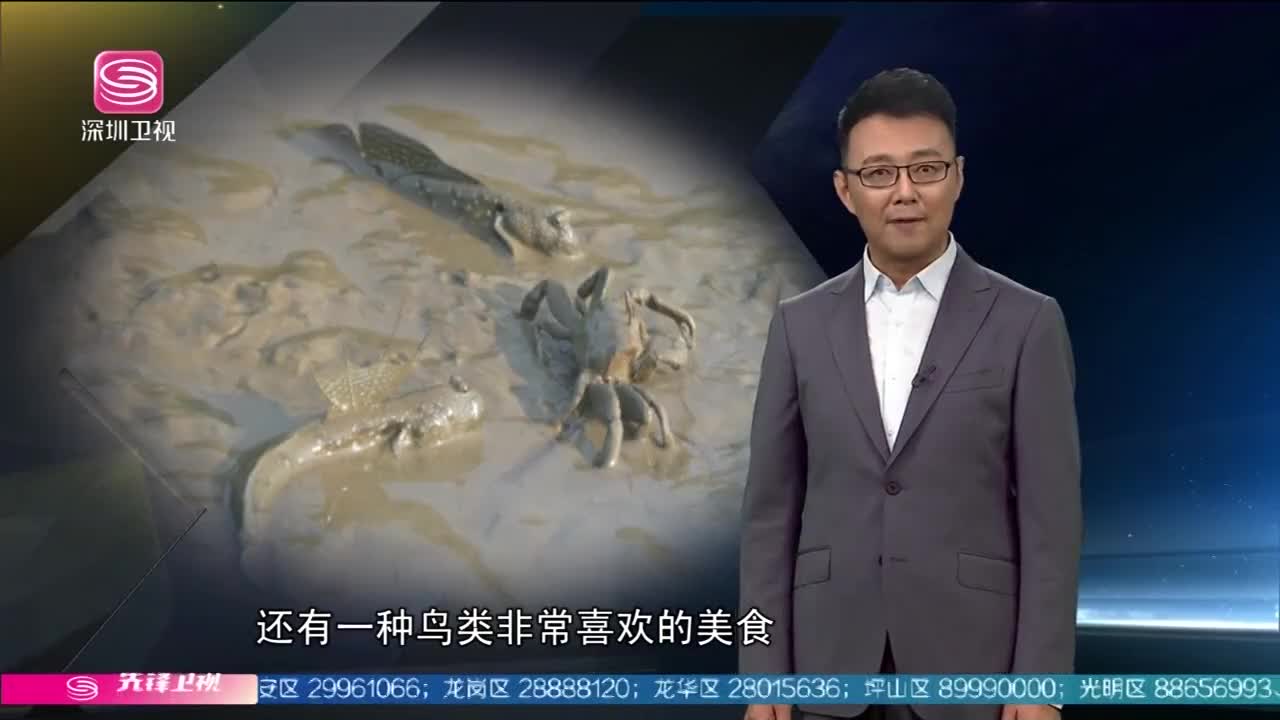 深圳卫视
还有一种鸟类非常喜欢的美食
先锋卫视
安区 29961066；龙岗区 28888120；龙华区 28015636；坪山区 89990000；光明区 88656993